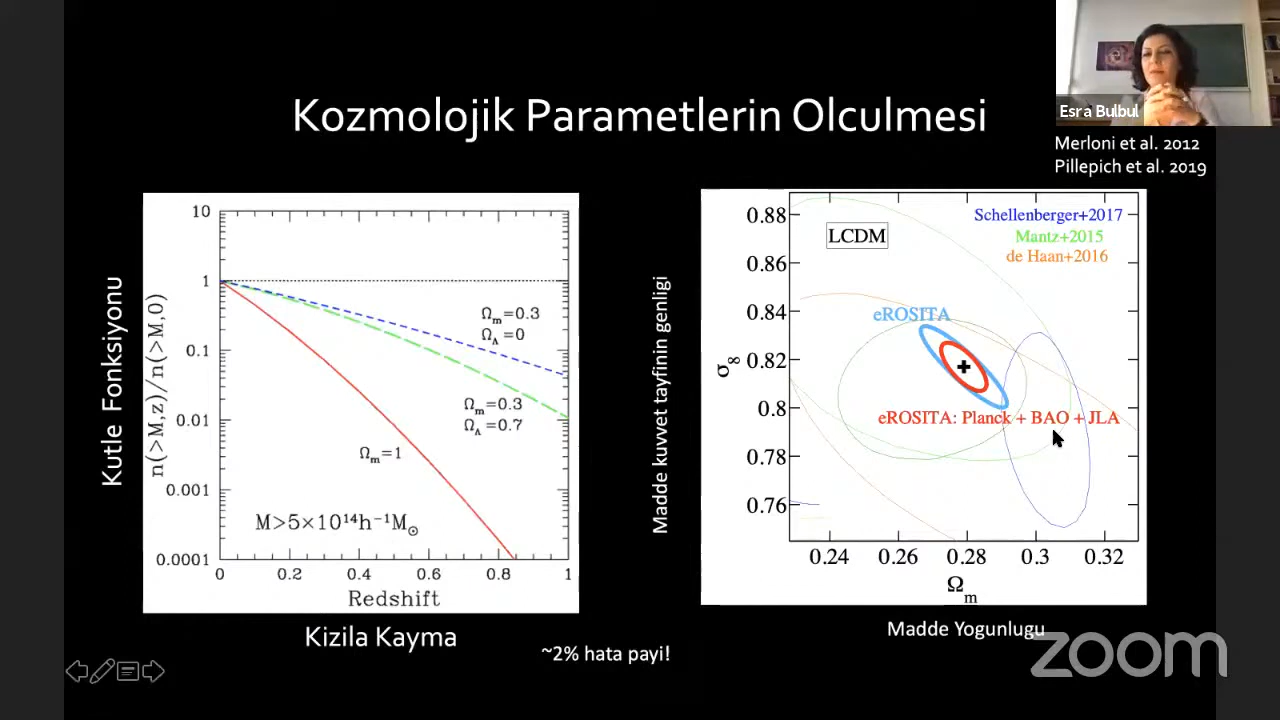 Esra Bulbul
Kozmolojik Parametlerin Olculmesi
Merloni et al. 2012
Pillepich et al. 2019
Kutle Fonksiyonu
n(>M,z)/n(>M,0)
10
1
0.1
0.01
0.001
0.0001
Ωm=0.3
ΩΛ=0
Ωm=0.3
ΩΛ=0.7
Ωm=1
M>5×10¹⁴h⁻¹M⊙
0 0.2 0.4 0.6 0.8 1
Redshift
Kizila Kayma
~2% hata payi!
Madde kuvvet tayfinin genligi
σ8
0.88
0.86
0.84
0.82
0.8
0.78
0.76
LCDM
Schellenberger+2017
Mantz+2015
de Haan+2016
eROSITA
eROSITA: Planck + BAO + JLA
0.24 0.26 0.28 0.3 0.32
Ωm
Madde Yogunlugu
zoom